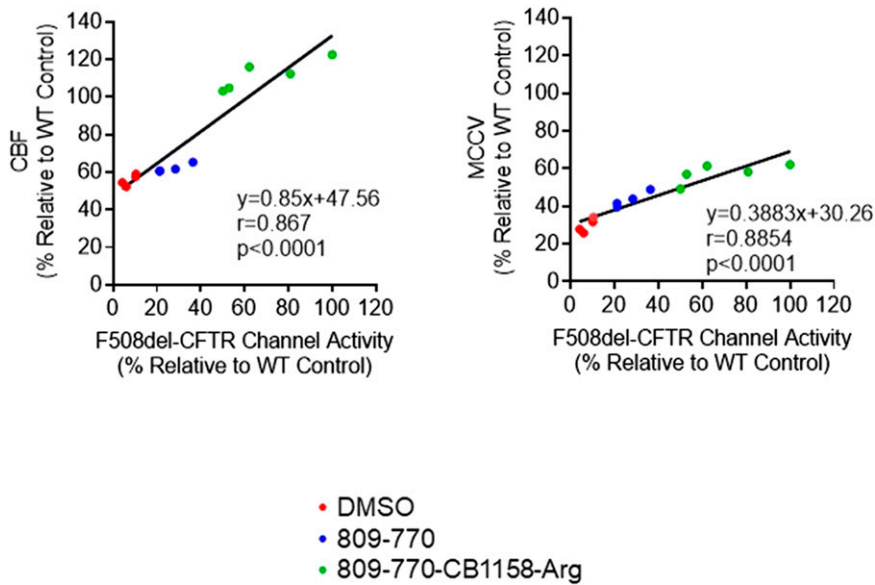 CBF
(% Relative to WT Control)
140
120
100
80
60
40
20
0
0 20 40 60 80 100 120
y=0.85x+47.56
r=0.867
p<0.0001
F508del-CFTR Channel Activity
(% Relative to WT Control)
MCCV
(% Relative to WT Control)
140
120
100
80
60
40
20
0
0 20 40 60 80 100 120
y=0.3883x+30.26
r=0.8854
p<0.0001
F508del-CFTR Channel Activity
(% Relative to WT Control)
DMSO
809-770
809-770-CB1158-Arg